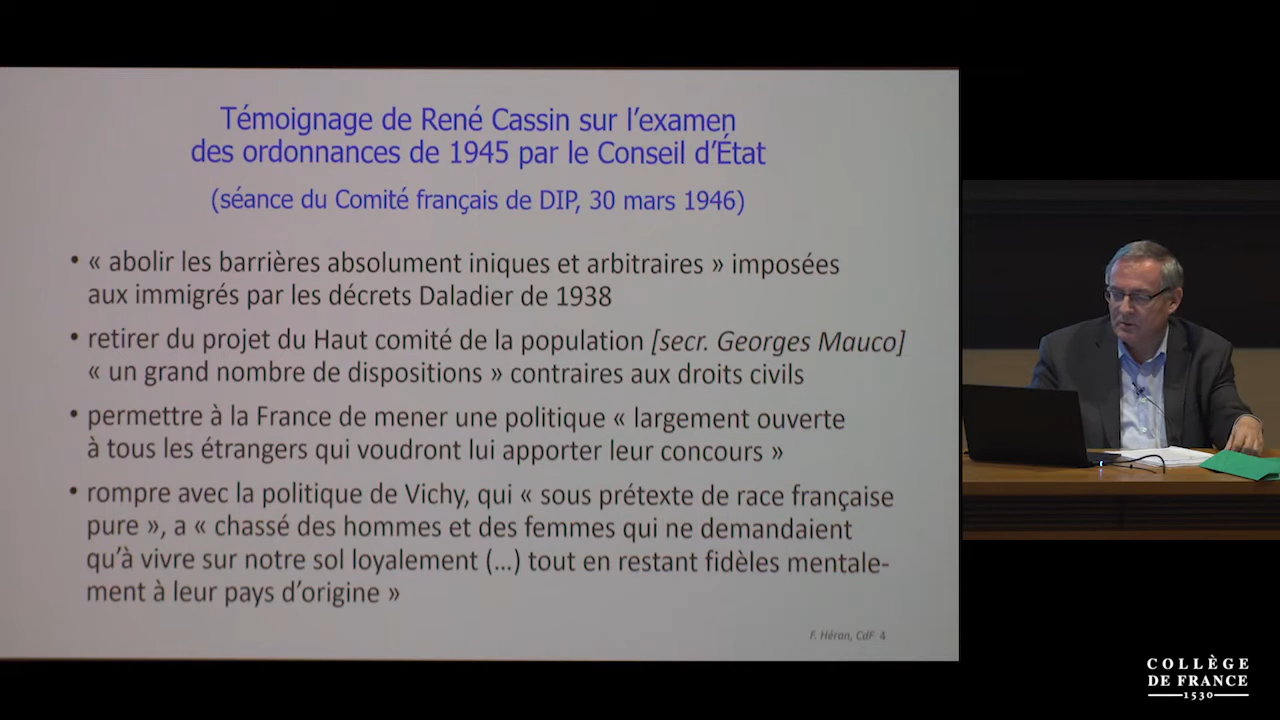 Témoignage de René Cassin sur l'examen
des ordonnances de 1945 par le Conseil d'État
(séance du Comité français de DIP, 30 mars 1946)
• « abolir les barrières absolument iniques et arbitraires » imposées
aux immigrés par les décrets Daladier de 1938
• retirer du projet du Haut comité de la population [secr. Georges Mauco]
« un grand nombre de dispositions » contraires aux droits civils
• permettre à la France de mener une politique « largement ouverte
à tous les étrangers qui voudront lui apporter leur concours »
• rompre avec la politique de Vichy, qui « sous prétexte de race française
pure », a « chassé des hommes et des femmes qui ne demandaient
qu'à vivre sur notre sol loyalement (...) tout en restant fidèles mentale-
ment à leur pays d'origine »
F. Héran, CdF 4
COLLÈGE
DE FRANCE
1530